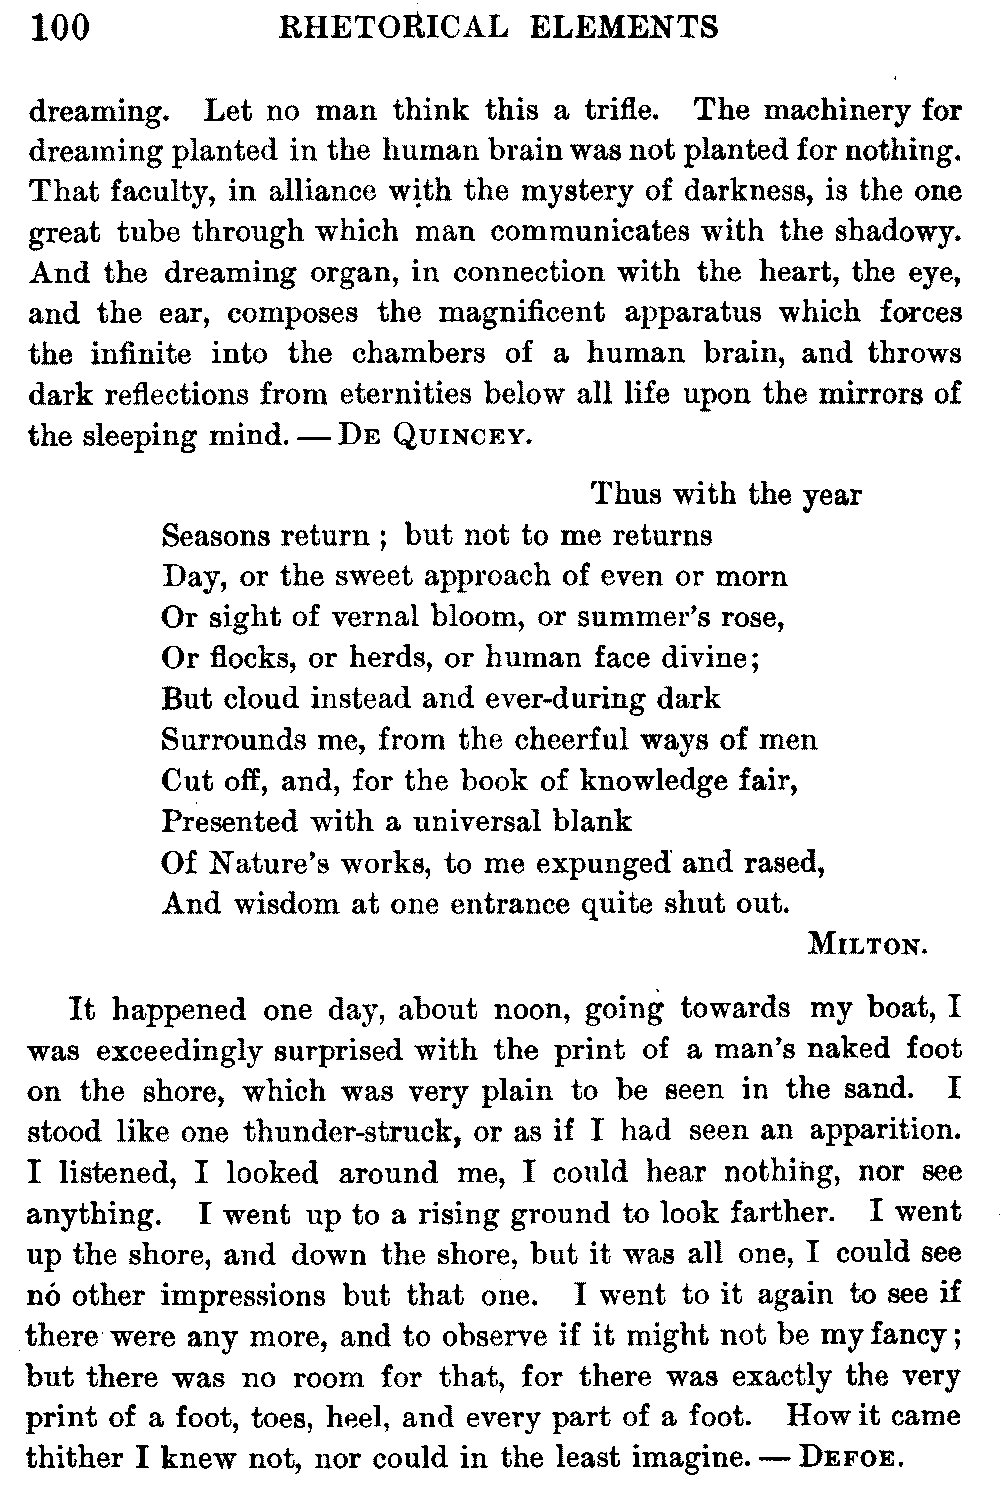 100 RHETORICAL ELEMENTS
dreaming. Let no man think this a trifle. The machinery for
dreaming planted in the human brain was not planted for nothing.
That faculty, in alliance with the mystery of darkness, is the one
great tube through which man communicates with the shadowy.
And the dreaming organ, in connection with the heart, the eye,
and the ear, composes the magnificent apparatus which forces
the infinite into the chambers of a human brain, and throws
dark reflections from eternities below all life upon the mirrors of
the sleeping mind. — DE QUINCEY.
Thus with the year
Seasons return ; but not to me returns
Day, or the sweet approach of even or morn
Or sight of vernal bloom, or summer's rose,
Or flocks, or herds, or human face divine;
But cloud instead and ever-during dark
Surrounds me, from the cheerful ways of men
Cut off, and, for the book of knowledge fair,
Presented with a universal blank
Of Nature's works, to me expunged and rased,
And wisdom at one entrance quite shut out.
MILTON.
It happened one day, about noon, going towards my boat, I
was exceedingly surprised with the print of a man's naked foot
on the shore, which was very plain to be seen in the sand. I
stood like one thunder-struck, or as if I had seen an apparition.
I listened, I looked around me, I could hear nothing, nor see
anything. I went up to a rising ground to look farther. I went
up the shore, and down the shore, but it was all one, I could see
no other impressions but that one. I went to it again to see if
there were any more, and to observe if it might not be my fancy;
but there was no room for that, for there was exactly the very
print of a foot, toes, heel, and every part of a foot. How it came
thither I knew not, nor could in the least imagine. — DEFOE.